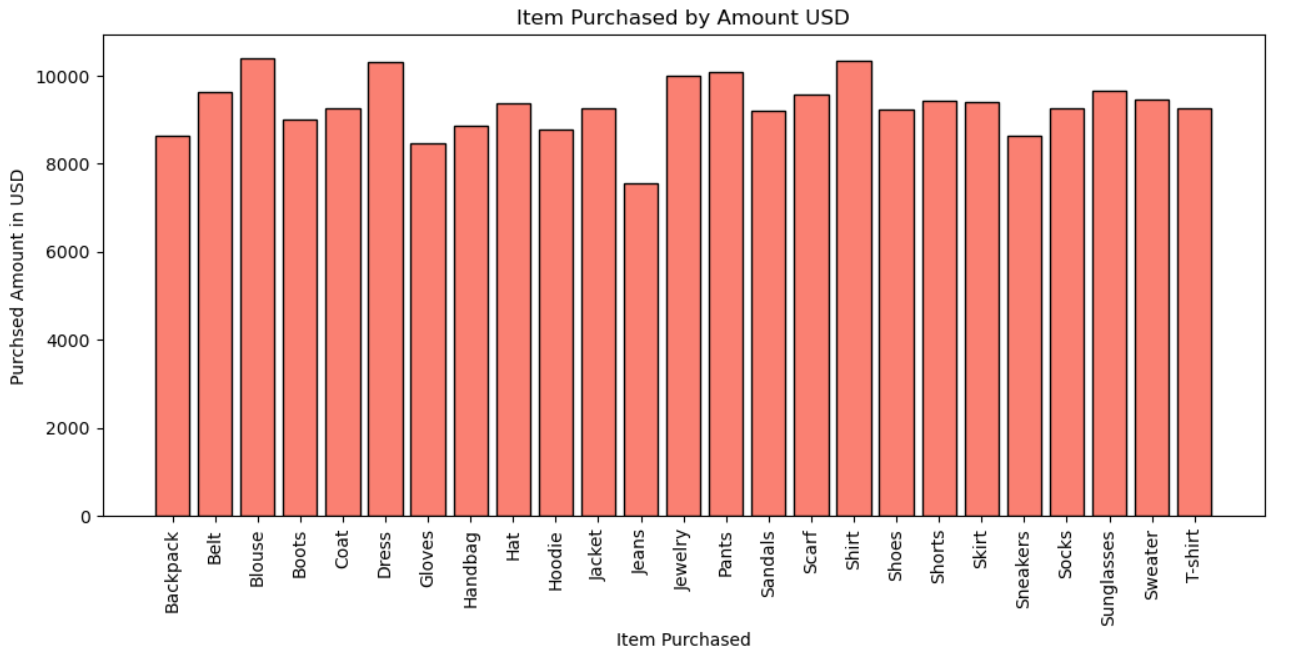 Item Purchased by Amount USD
Purchsed Amount in USD
10000
8000
6000
4000
2000
0
Backpack
Belt
Blouse
Boots
Coat
Dress
Gloves
Handbag
Hat
Hoodie
Jacket
Jeans
Jewelry
Pants
Sandals
Scarf
Shirt
Shoes
Shorts
Skirt
Sneakers
Socks
Sunglasses
Sweater
T-shirt
Item Purchased